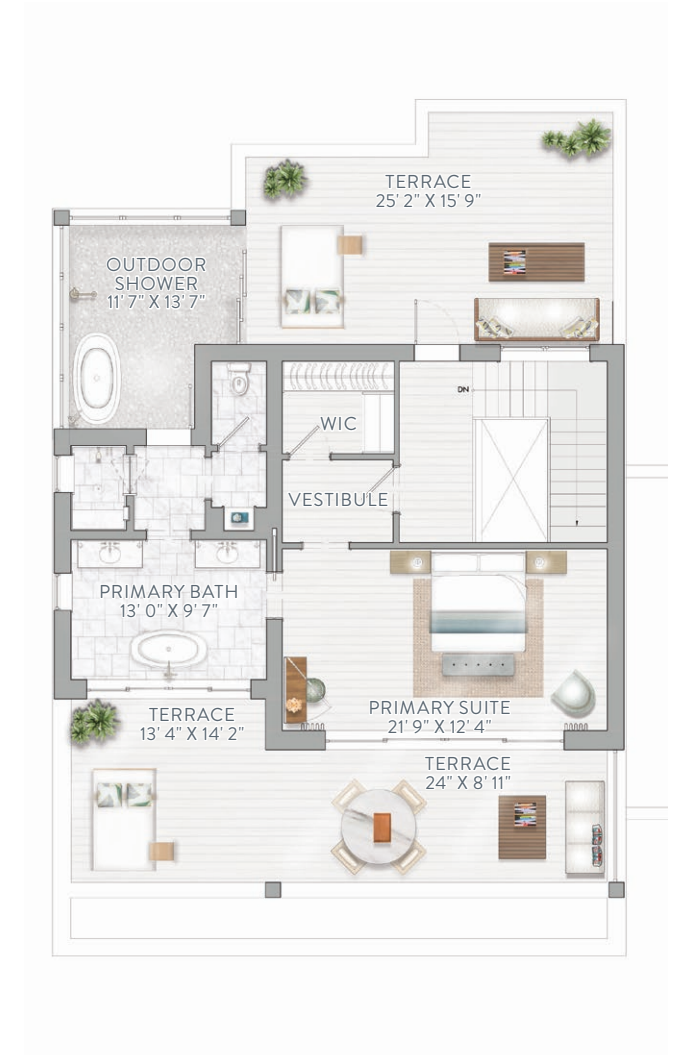 TERRACE
25' 2" X 15' 9"
OUTDOOR
SHOWER
11' 7" X 13' 7"
DN
WIC
VESTIBULE
PRIMARY BATH
13' 0" X 9' 7"
PRIMARY SUITE
21' 9" X 12' 4"
TERRACE
13' 4" X 14' 2"
TERRACE
24" X 8' 11"